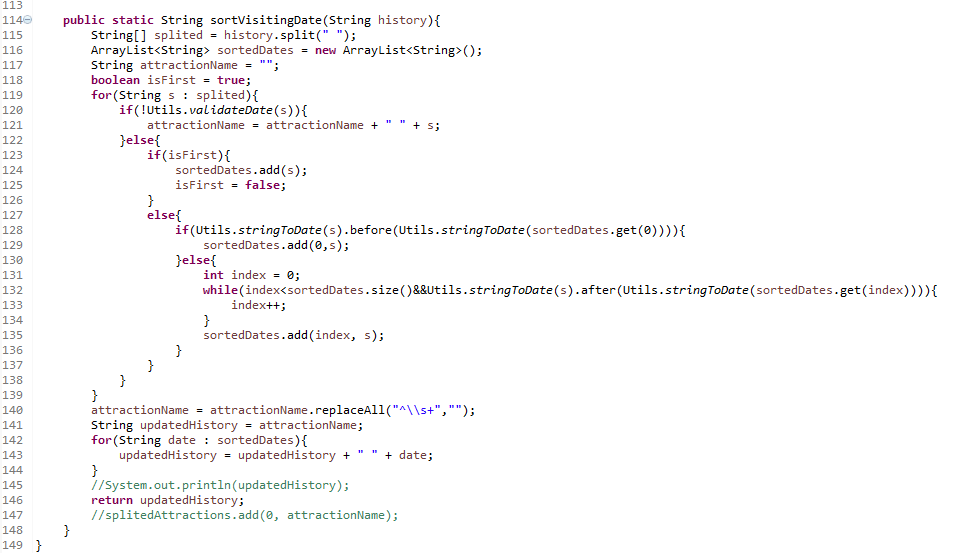 113
114    public static String sortVisitingDate(String history){
115        String[] splited = history.split(" ");
116        ArrayList<String> sortedDates = new ArrayList<String>();
117        String attractionName = "";
118        boolean isFirst = true;
119        for(String s : splited){
120            if(!Utils.validateDate(s)){
121                attractionName = attractionName + " " + s;
122            }else{
123                if(isFirst){
124                    sortedDates.add(s);
125                    isFirst = false;
126                }
127                else{
128                    if(Utils.stringToDate(s).before(Utils.stringToDate(sortedDates.get(0)))){
129                        sortedDates.add(0,s);
130                    }else{
131                        int index = 0;
132                        while(index<sortedDates.size()&&Utils.stringToDate(s).after(Utils.stringToDate(sortedDates.get(index)))){
133                            index++;
134                        }
135                        sortedDates.add(index, s);
136                    }
137                }
138            }
139        }
140        attractionName = attractionName.replaceAll("^\\s+","");
141        String updatedHistory = attractionName;
142        for(String date : sortedDates){
143            updatedHistory = updatedHistory + " " + date;
144        }
145        //System.out.println(updatedHistory);
146        return updatedHistory;
147        //splitedAttractions.add(0, attractionName);
148    }
149 }